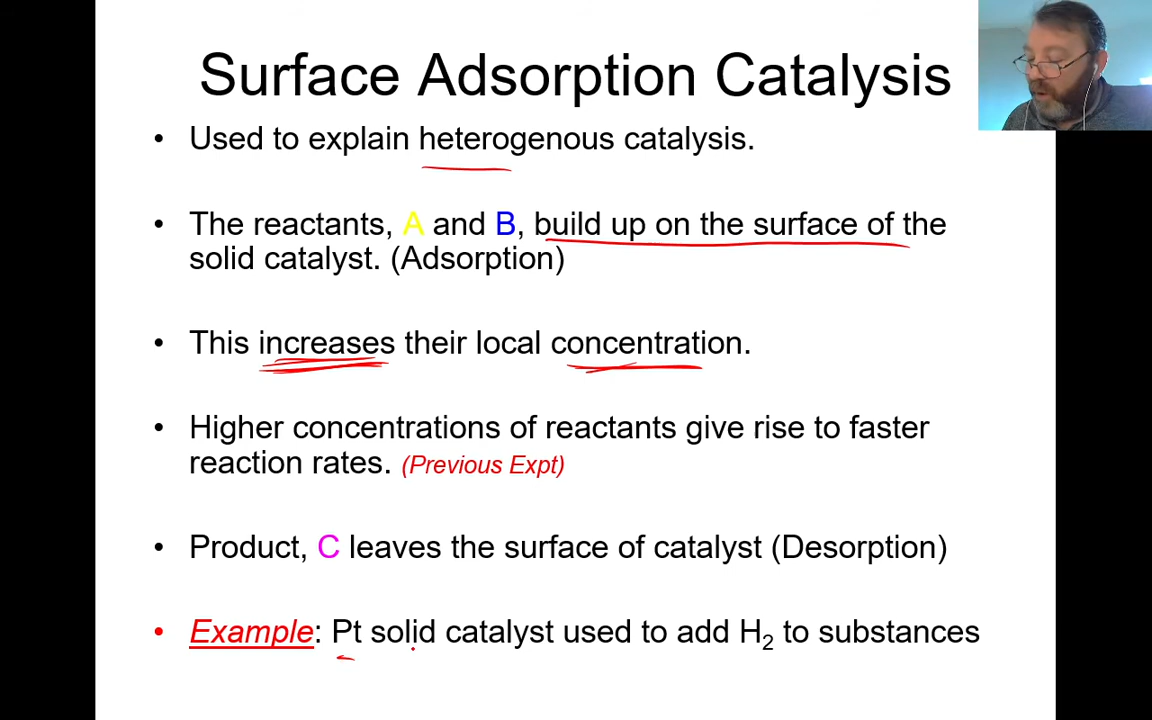 Surface Adsorption Catalysis
• Used to explain heterogenous catalysis.
• The reactants, A and B, build up on the surface of the
solid catalyst. (Adsorption)
• This increases their local concentration.
• Higher concentrations of reactants give rise to faster
reaction rates. (Previous Expt)
• Product, C leaves the surface of catalyst (Desorption)
• Example: Pt solid catalyst used to add H₂ to substances